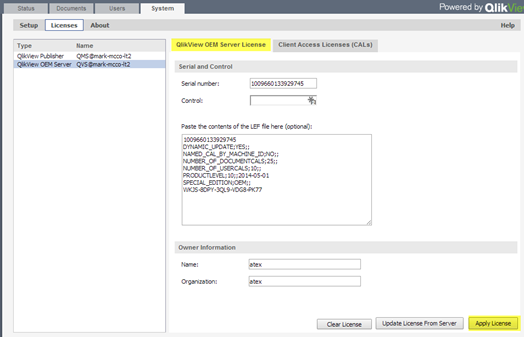 Status Documents Users System Powered by QlikVie
Setup Licenses About Help
Type Name
QlikView Publisher QMS@mark-mcco-lt2
QlikView OEM Server QVS@mark-mcco-lt2
QlikView OEM Server License Client Access Licenses (CALs)
Serial and Control
Serial number: 1009660133929745
Control:
Paste the contents of the LEF file here (optional):
1009660133929745
DYNAMIC_UPDATE;YES;;
NAMED_CAL_BY_MACHINE_ID;NO;;
NUMBER_OF_DOCUMENTCALS;25;;
NUMBER_OF_USERCALS;10;;
PRODUCTLEVEL;10;;2014-03-01
SPECIAL_EDITION;OEM;;
WKJS-8DPY-3QL9-VDG8-PK77
Owner Information
Name: atex
Organization: atex
Clear License Update License From Server Apply License